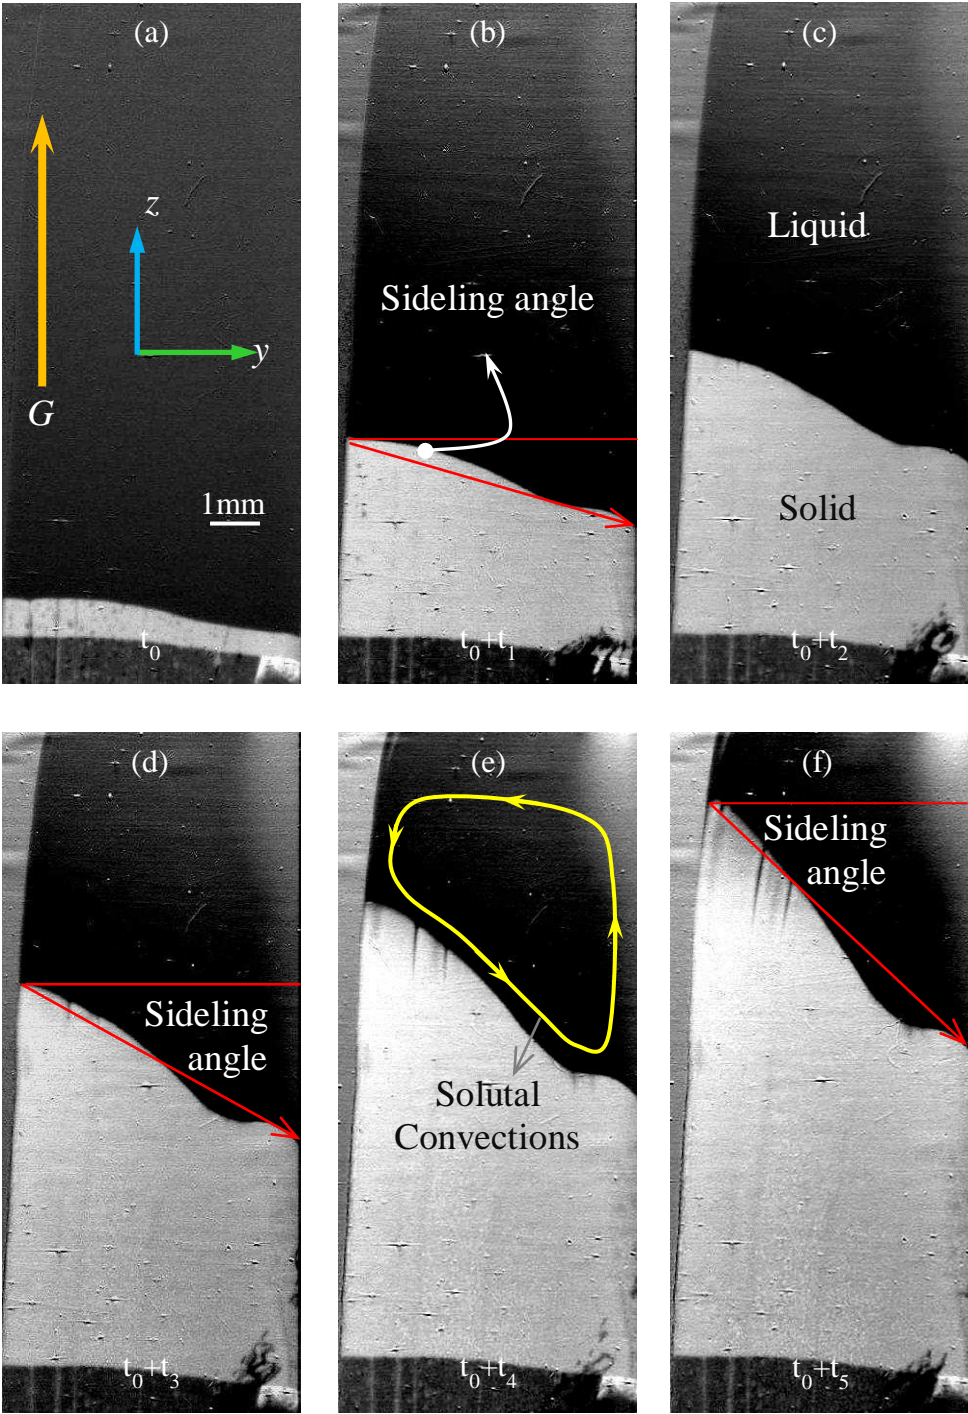 (a)
z
y
G
1mm
t0
(b)
Sideling angle
t0+t1
(c)
Liquid
Solid
t0+t2
(d)
Sideling
angle
t0+t3
(e)
Solutal
Convections
t0+t4
(f)
Sideling
angle
t0+t5